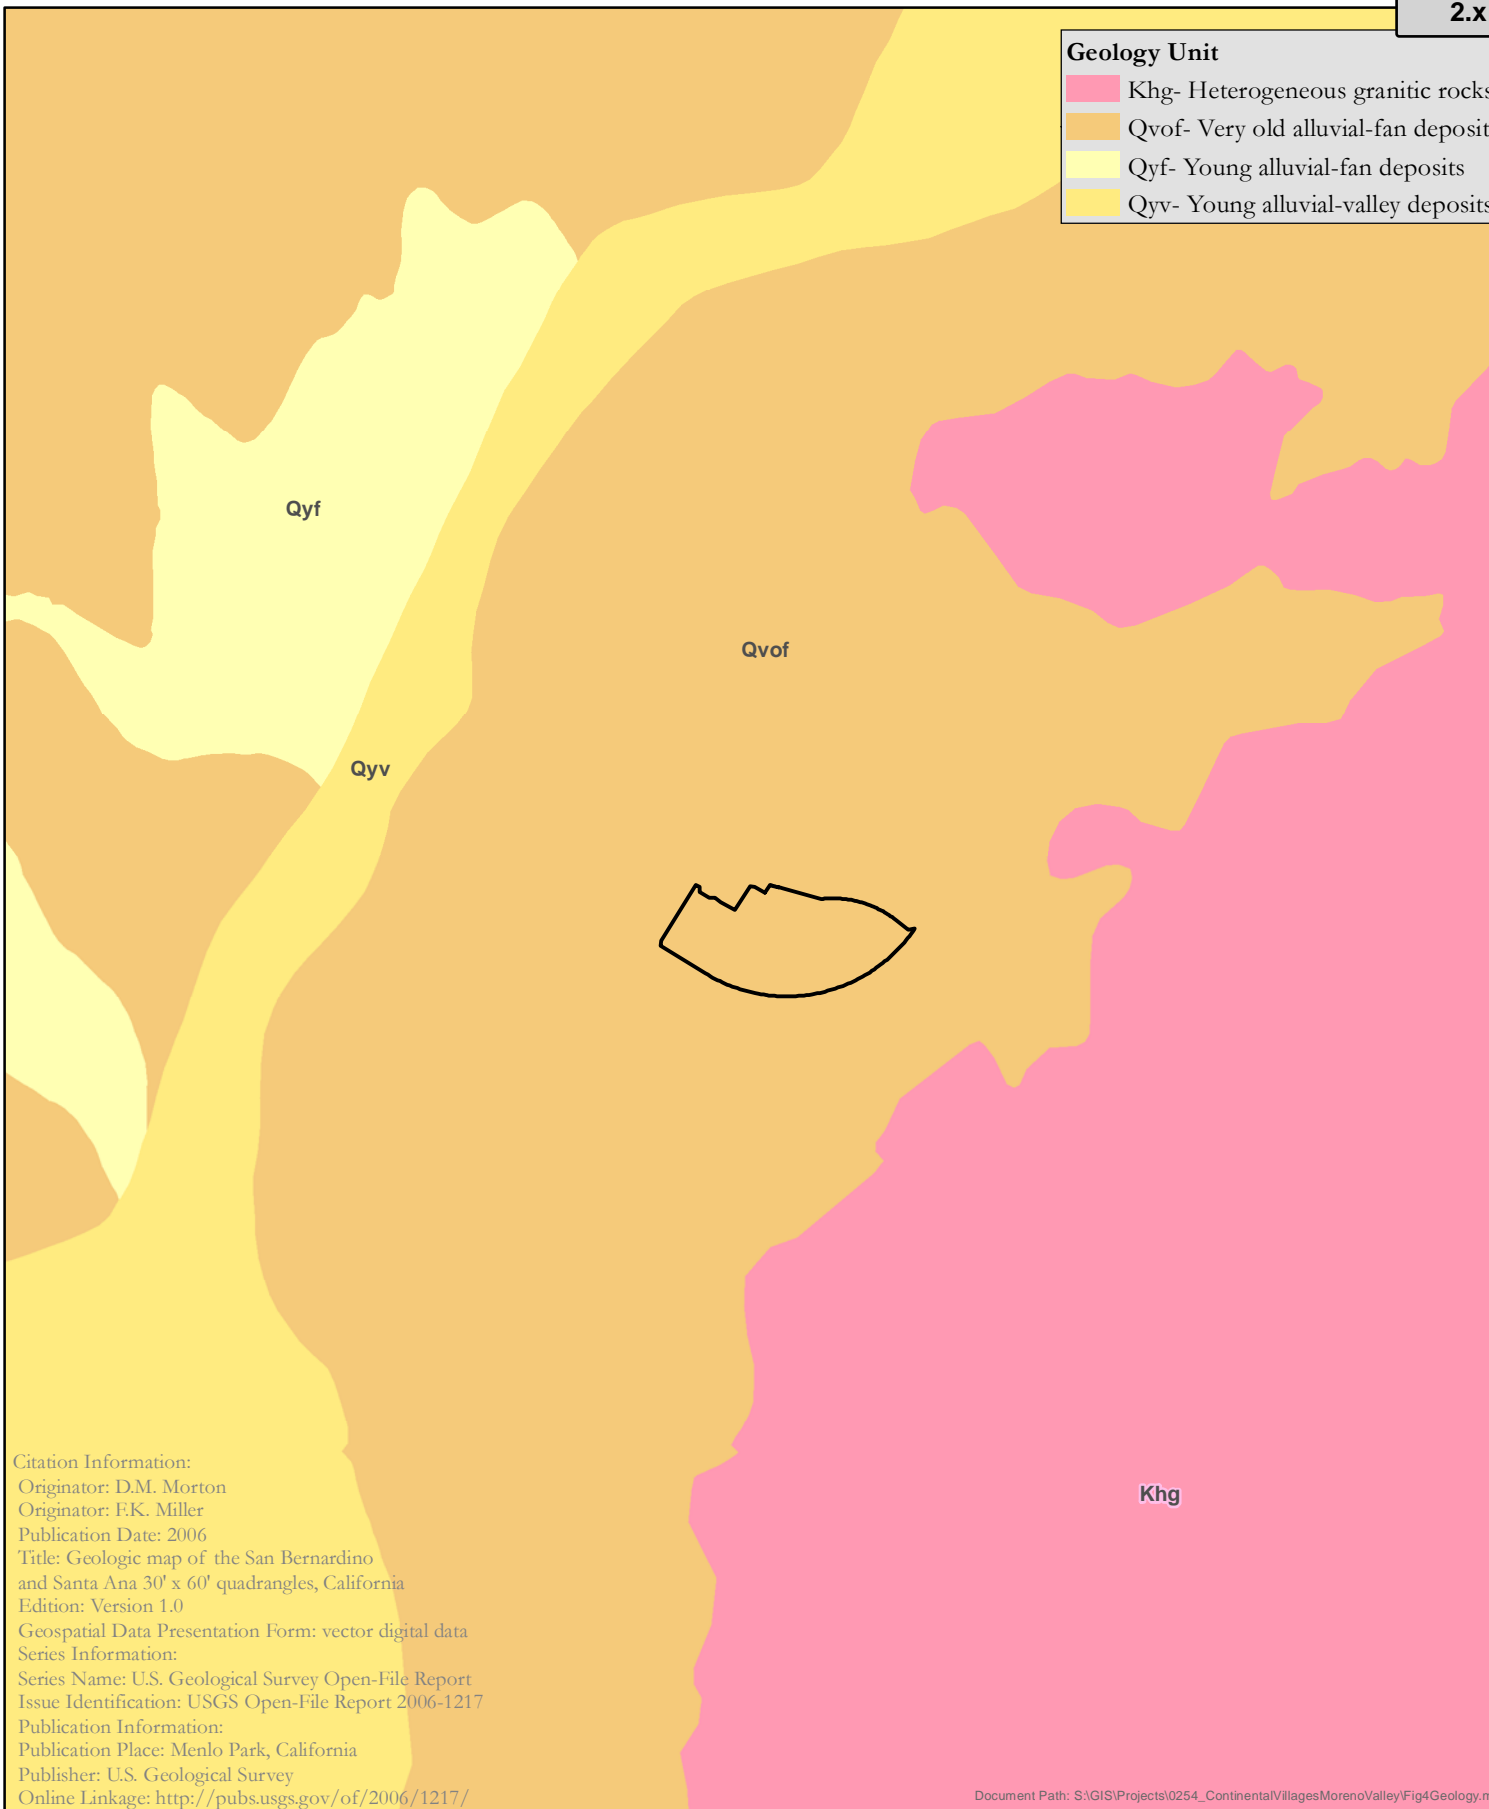 2.x
Geology Unit
Khg- Heterogeneous granitic rocks
Qvof- Very old alluvial-fan deposit
Qyf- Young alluvial-fan deposits
Qyv- Young alluvial-valley deposits
Qyf
Qvof
Qyv
Khg
Citation Information:
Originator: D.M. Morton
Originator: F.K. Miller
Publication Date: 2006
Title: Geologic map of the San Bernardino
and Santa Ana 30' x 60' quadrangles, California
Edition: Version 1.0
Geospatial Data Presentation Form: vector digital data
Series Information:
Series Name: U.S. Geological Survey Open-File Report
Issue Identification: USGS Open-File Report 2006-1217
Publication Information:
Publication Place: Menlo Park, California
Publisher: U.S. Geological Survey
Online Linkage: http://pubs.usgs.gov/of/2006/1217/
Document Path: S:\GIS\Projects\0254_ContinentalVillagesMorenoValley\Fig4Geology.m